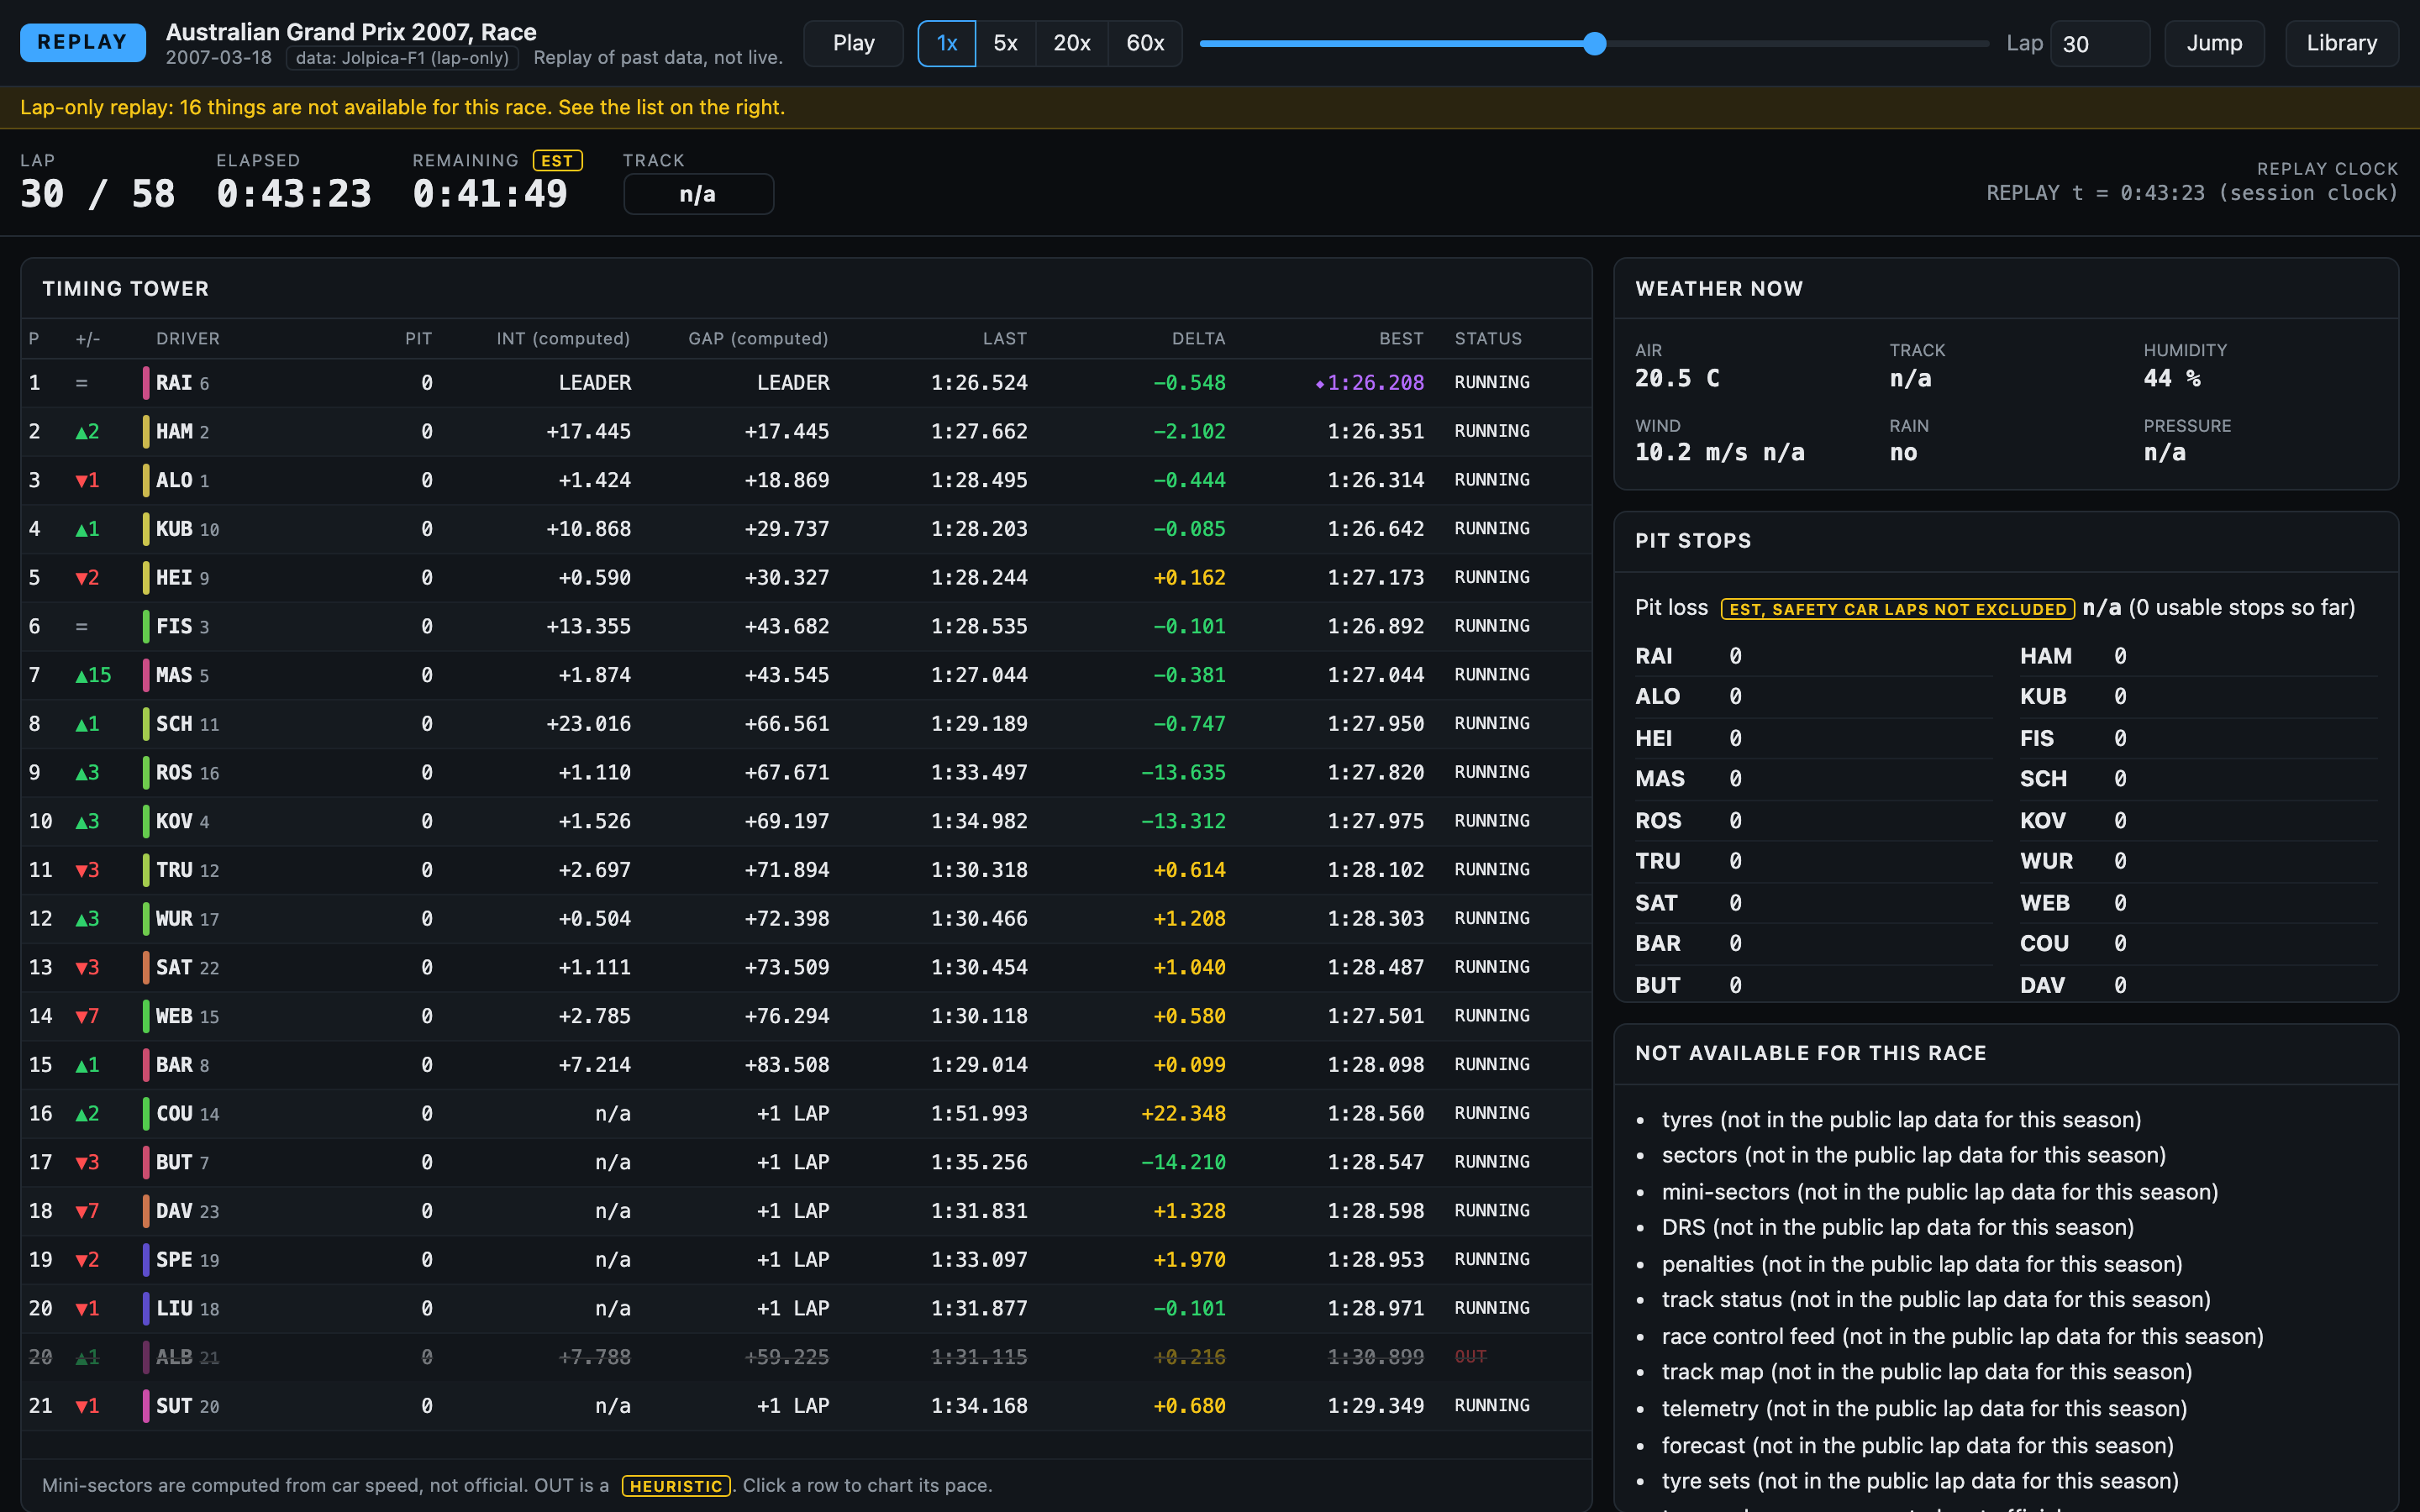 REPLAY
Australian Grand Prix 2007, Race
2007-03-18 data: Jolpica-F1 (lap-only) Replay of past data, not live.
Play 1x 5x 20x 60x Lap 30 Jump Library
Lap-only replay: 16 things are not available for this race. See the list on the right.
LAP ELAPSED REMAINING EST TRACK
30 / 58 0:43:23 0:41:49 n/a
REPLAY CLOCK
REPLAY t = 0:43:23 (session clock)
TIMING TOWER
P +/- DRIVER PIT INT (computed) GAP (computed) LAST DELTA BEST STATUS
1 = RAI 6 0 LEADER LEADER 1:26.524 −0.548 ◆1:26.208 RUNNING
2 ▲2 HAM 2 0 +17.445 +17.445 1:27.662 −2.102 1:26.351 RUNNING
3 ▼1 ALO 1 0 +1.424 +18.869 1:28.495 −0.444 1:26.314 RUNNING
4 ▲1 KUB 10 0 +10.868 +29.737 1:28.203 −0.085 1:26.642 RUNNING
5 ▼2 HEI 9 0 +0.590 +30.327 1:28.244 +0.162 1:27.173 RUNNING
6 = FIS 3 0 +13.355 +43.682 1:28.535 −0.101 1:26.892 RUNNING
7 ▲15 MAS 5 0 +1.874 +43.545 1:27.044 −0.381 1:27.044 RUNNING
8 ▲1 SCH 11 0 +23.016 +66.561 1:29.189 −0.747 1:27.950 RUNNING
9 ▲3 ROS 16 0 +1.110 +67.671 1:33.497 −13.635 1:27.820 RUNNING
10 ▲3 KOV 4 0 +1.526 +69.197 1:34.982 −13.312 1:27.975 RUNNING
11 ▼3 TRU 12 0 +2.697 +71.894 1:30.318 +0.614 1:28.102 RUNNING
12 ▲3 WUR 17 0 +0.504 +72.398 1:30.466 +1.208 1:28.303 RUNNING
13 ▼3 SAT 22 0 +1.111 +73.509 1:30.454 +1.040 1:28.487 RUNNING
14 ▼7 WEB 15 0 +2.785 +76.294 1:30.118 +0.580 1:27.501 RUNNING
15 ▲1 BAR 8 0 +7.214 +83.508 1:29.014 +0.099 1:28.098 RUNNING
16 ▲2 COU 14 0 n/a +1 LAP 1:51.993 +22.348 1:28.560 RUNNING
17 ▼3 BUT 7 0 n/a +1 LAP 1:35.256 −14.210 1:28.547 RUNNING
18 ▼7 DAV 23 0 n/a +1 LAP 1:31.831 +1.328 1:28.598 RUNNING
19 ▼2 SPE 19 0 n/a +1 LAP 1:33.097 +1.970 1:28.953 RUNNING
20 ▼1 LIU 18 0 n/a +1 LAP 1:31.877 −0.101 1:28.971 RUNNING
20 ▲1 ALB 21 0 +7.788 +59.225 1:31.115 +0.216 1:30.899 OUT
21 ▼1 SUT 20 0 n/a +1 LAP 1:34.168 +0.680 1:29.349 RUNNING
Mini-sectors are computed from car speed, not official. OUT is a HEURISTIC. Click a row to chart its pace.
WEATHER NOW
AIR TRACK HUMIDITY
20.5 C n/a 44 %
WIND RAIN PRESSURE
10.2 m/s n/a no n/a
PIT STOPS
Pit loss EST, SAFETY CAR LAPS NOT EXCLUDED n/a (0 usable stops so far)
RAI 0 HAM 0
ALO 0 KUB 0
HEI 0 FIS 0
MAS 0 SCH 0
ROS 0 KOV 0
TRU 0 WUR 0
SAT 0 WEB 0
BAR 0 COU 0
BUT 0 DAV 0
NOT AVAILABLE FOR THIS RACE
• tyres (not in the public lap data for this season)
• sectors (not in the public lap data for this season)
• mini-sectors (not in the public lap data for this season)
• DRS (not in the public lap data for this season)
• penalties (not in the public lap data for this season)
• track status (not in the public lap data for this season)
• race control feed (not in the public lap data for this season)
• track map (not in the public lap data for this season)
• telemetry (not in the public lap data for this season)
• forecast (not in the public lap data for this season)
• tyre sets (not in the public lap data for this season)